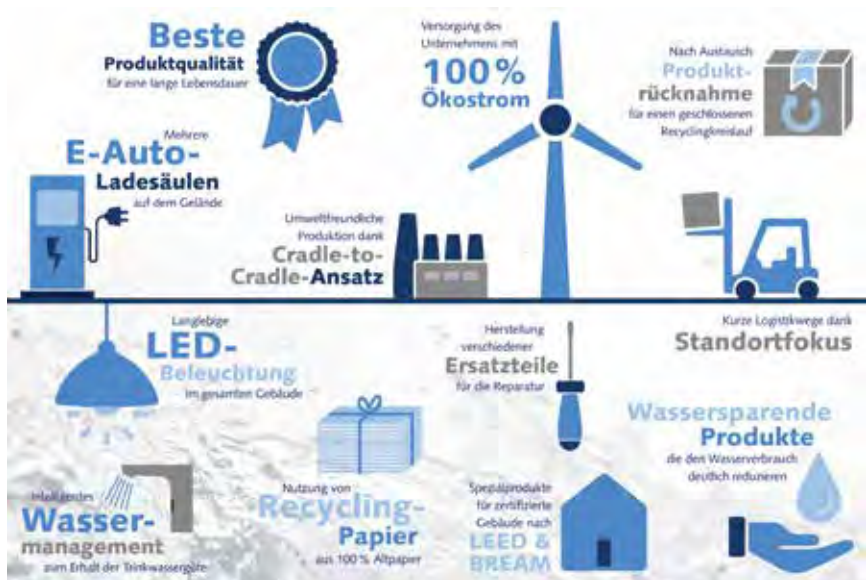 Beste
Produktqualität
für eine lange Lebensdauer
Versorgung des
Unternehmens mit
100 %
Ökostrom
Nach Austausch
Produkt-
rücknahme
für einen geschlossenen
Recyclingkreislauf
Mehrere
E-Auto-
Ladesäulen
auf dem Gelände
Umweltfreundliche
Produktion dank
Cradle-to-
Cradle-Ansatz
Langlebige
LED-
Beleuchtung
im gesamten Gebäude
Herstellung
verschiedener
Ersatzteile
für die Reparatur
Kurze Logistikwege dank
Standortfokus
Wassersparende
Produkte
die den Wasserverbrauch
deutlich reduzieren
Intelligentes
Wasser-
management
zum Erhalt der Trinkwassergüte
Nutzung von
Recycling-
Papier
aus 100 % Altpapier
Spezialprodukte
für zertifizierte
Gebäude nach
LEED &
BREAM